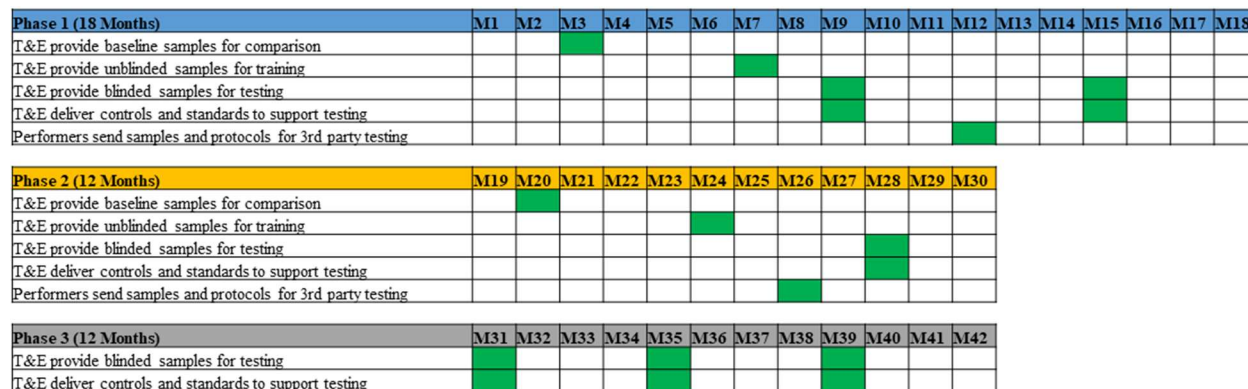 Phase 1 (18 Months) M1 M2 M3 M4 M5 M6 M7 M8 M9 M10 M11 M12 M13 M14 M15 M16 M17 M18
T&E provide baseline samples for comparison
T&E provide unblinded samples for training
T&E provide blinded samples for testing
T&E deliver controls and standards to support testing
Performers send samples and protocols for 3rd party testing
Phase 2 (12 Months) M19 M20 M21 M22 M23 M24 M25 M26 M27 M28 M29 M30
T&E provide baseline samples for comparison
T&E provide unblinded samples for training
T&E provide blinded samples for testing
T&E deliver controls and standards to support testing
Performers send samples and protocols for 3rd party testing
Phase 3 (12 Months) M31 M32 M33 M34 M35 M36 M37 M38 M39 M40 M41 M42
T&E provide blinded samples for testing
T&E deliver controls and standards to support testing